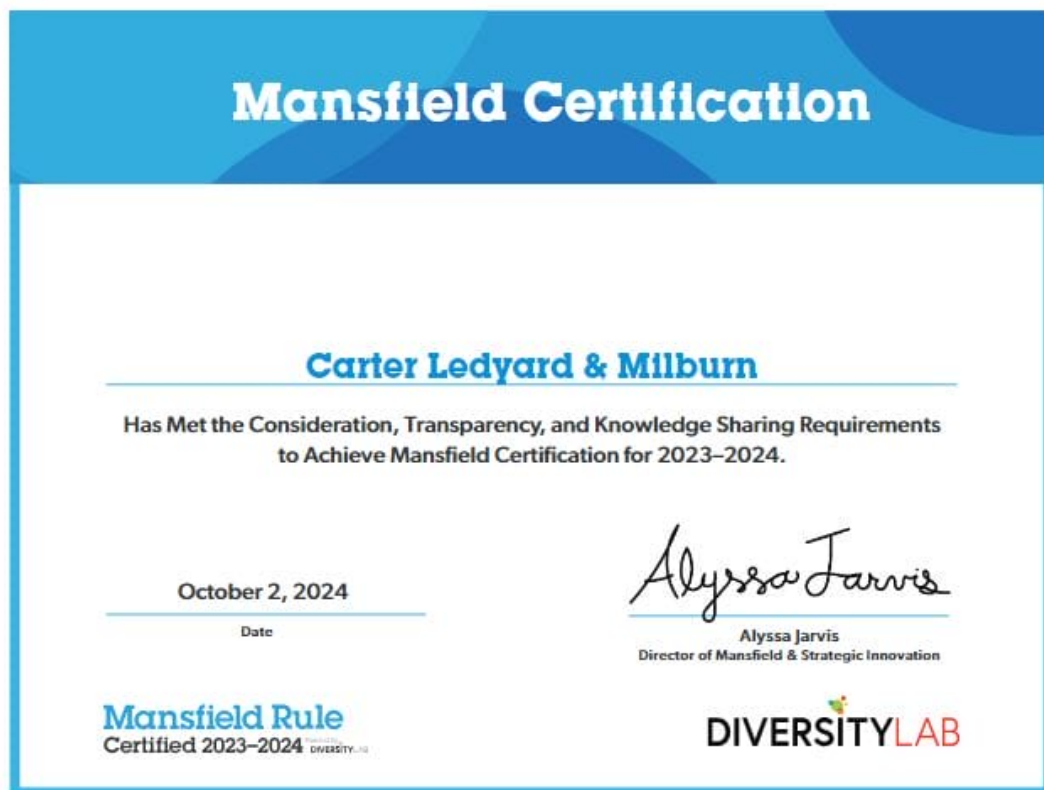 Mansfield Certification
Carter Ledyard & Milburn
Has Met the Consideration, Transparency, and Knowledge Sharing Requirements
to Achieve Mansfield Certification for 2023–2024.
Alyssa Jarvis
October 2, 2024
Date
Alyssa Jarvis
Director of Mansfield & Strategic Innovation
Mansfield Rule
Certified 2023–2024 DIVERSITY LAB
DIVERSITYLAB